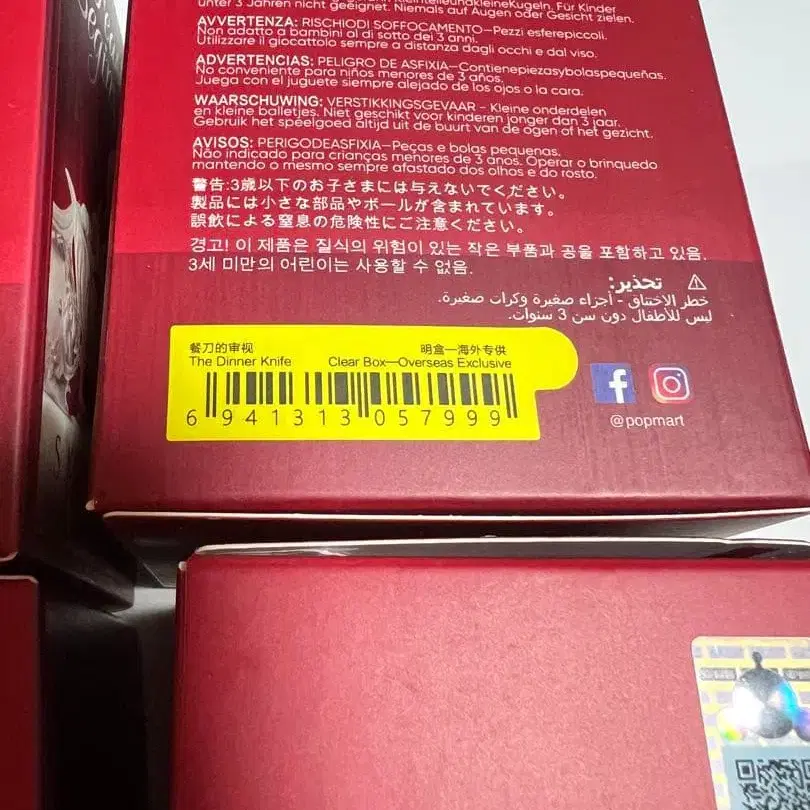 unter 3 Jahren nicht geeignet. Niemals auf Augen oder Gesicht zielen.
AVVERTENZA: RISCHIODI SOFFOCAMENTO—Pezzi esferepiccoli.
Non adatto a bambini al di sotto dei 3 anni.
Utilizzare il giocattolo sempre a distanza dagli occhi e dal viso.
ADVERTENCIAS: PELIGRO DE ASFIXIA—Contienepiezasybolaspequeñas.
No conveniente para niños menores de 3 años.
Juega con el juguete siempre alejado de los ojos o la cara.
WAARSCHUWING: VERSTIKKINGSGEVAAR - Kleine onderdelen
en kleine balletjes. Niet geschikt voor kinderen jonger dan 3 jaar.
Gebruik het speelgoed altijd uit de buurt van de ogen of het gezicht.
AVISOS: PERIGODEASFIXIA—Peças e bolas pequenas.
Não indicado para crianças menores de 3 anos. Operar o brinquedo
mantendo o mesmo sempre afastado dos olhos e do rosto.
警告:3歳以下のお子さまには与えないでください。
製品には小さな部品やボールが含まれています。
誤飲による窒息の危険性にご注意ください。
경고! 이 제품은 질식의 위험이 있는 작은 부품과 공을 포함하고 있음.
3세 미만의 어린이는 사용할 수 없음.
تحذير:
خطر الاختناق - أجزاء صغيرة وكرات صغيرة.
ليس للأطفال دون سن 3 سنوات.
餐刀的审视 明盒—海外专供
The Dinner Knife Clear Box—Overseas Exclusive
6 941313 057999
@popmart